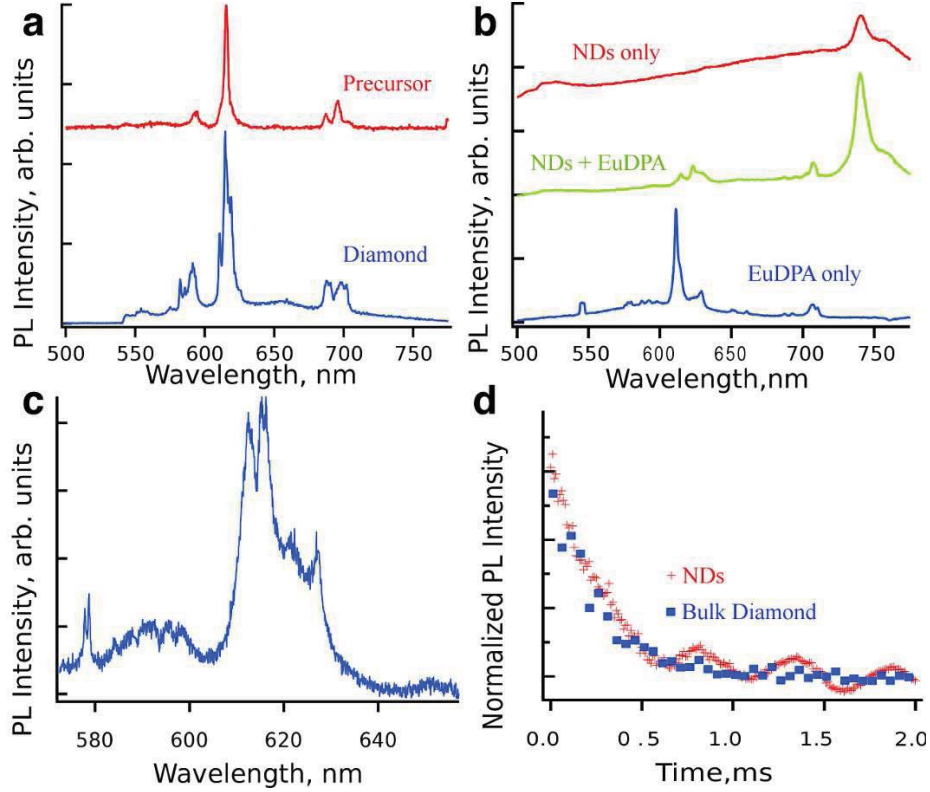 a
PL Intensity, arb. units
Precursor
Diamond
500 550 600 650 700 750
Wavelength, nm
b
PL Intensity, arb. units
NDs only
NDs + EuDPA
EuDPA only
500 550 600 650 700 750
Wavelength,nm
c
PL Intensity, arb. units
580 600 620 640
Wavelength, nm
d
Normalized PL Intensity
NDs
Bulk Diamond
0.0 0.5 1.0 1.5 2.0
Time,ms